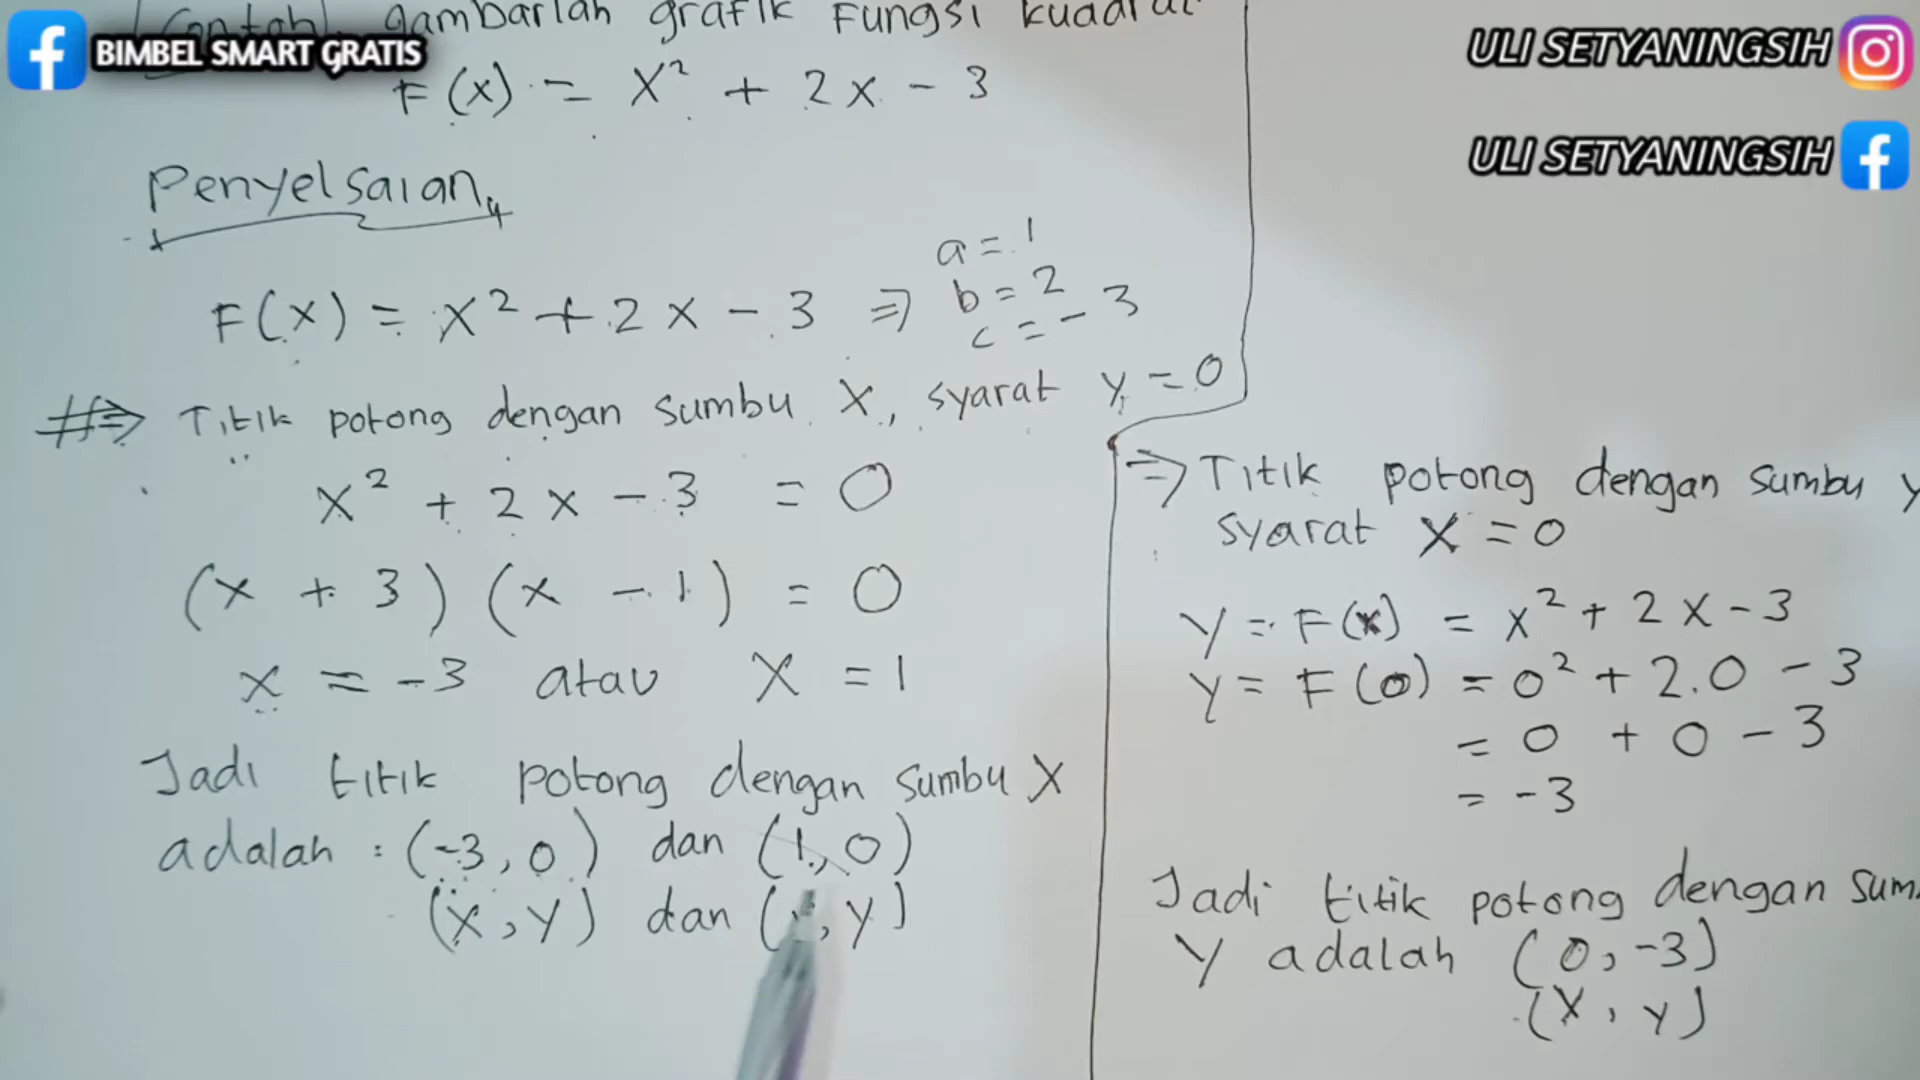 Contoh gambarlah grafik Fungsi kuadrat
BIMBEL SMART GRATIS
F(x) = x² + 2x - 3
Penyelsaian
F(x) = x² + 2x - 3 ⇒ a = 1
b = 2
c = - 3
Titik potong dengan sumbu X, syarat y = 0
x² + 2x - 3 = 0
(x + 3) (x - 1) = 0
x = -3 atau X = 1
Jadi titik potong dengan sumbu X
adalah : (-3, 0) dan (1, 0)
(x, y) dan ( , y)
ULI SETYANINGSIH
ULI SETYANINGSIH
⇒ Titik potong dengan sumbu y
syarat X = 0
Y = F(x) = x² + 2x - 3
y = F(0) = 0² + 2.0 - 3
= 0 + 0 - 3
= -3
Jadi titik potong dengan
Y adalah (0, -3)
(X, y)